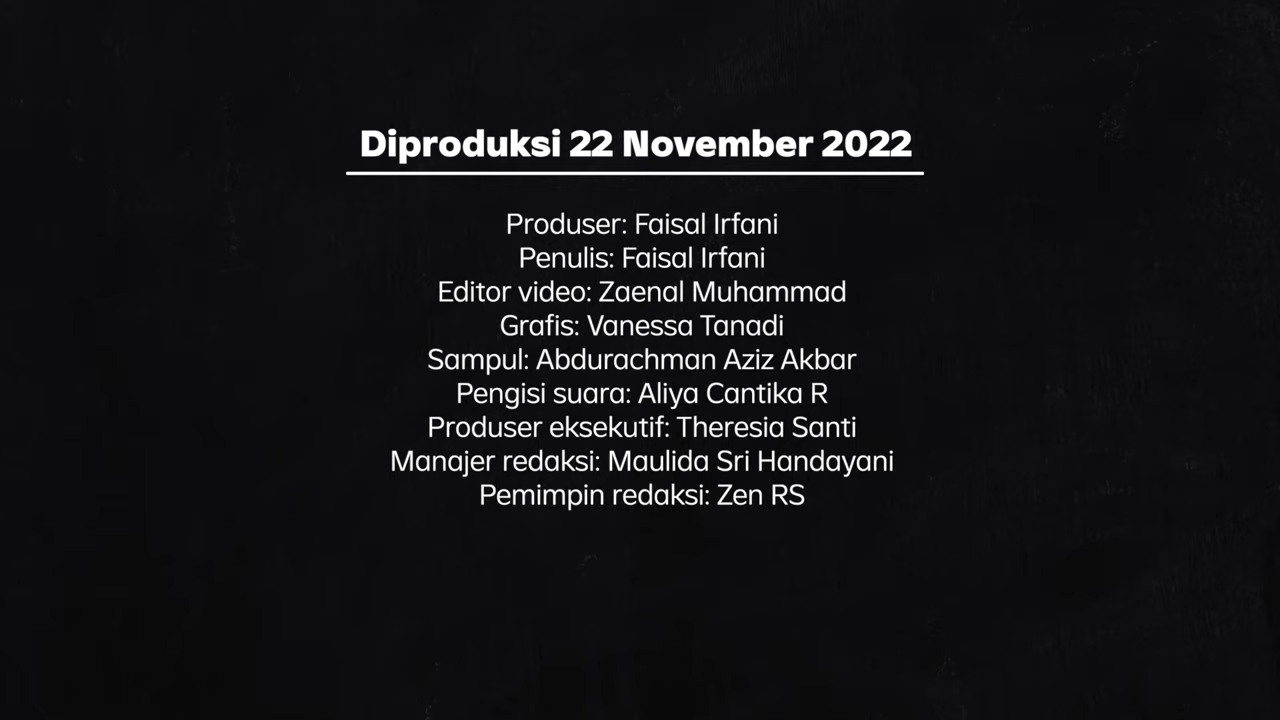 Diproduksi 22 November 2022
Produser: Faisal Irfani
Penulis: Faisal Irfani
Editor video: Zaenal Muhammad
Grafis: Vanessa Tanadi
Sampul: Abdurachman Aziz Akbar
Pengisi suara: Aliya Cantika R
Produser eksekutif: Theresia Santi
Manajer redaksi: Maulida Sri Handayani
Pemimpin redaksi: Zen RS